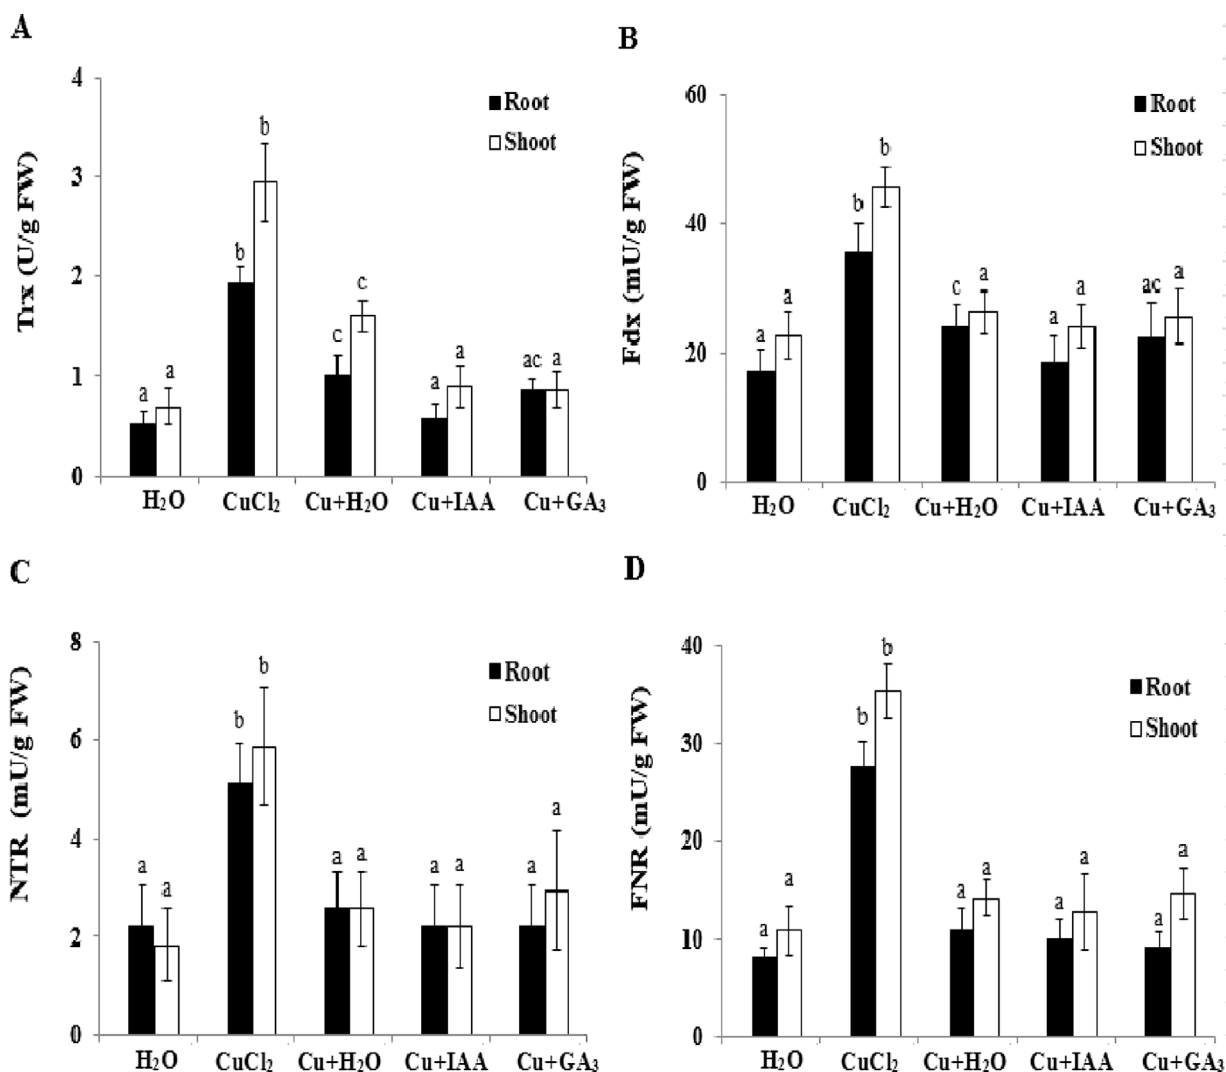 A
Trx (U/g FW)
4
3
2
1
0
Root
Shoot
a a b b c c a a ac a
H₂O CuCl₂ Cu+H₂O Cu+IAA Cu+GA₃
B
Fdx (mU/g FW)
60
40
20
0
Root
Shoot
a a b b c a a a ac a
H₂O CuCl₂ Cu+H₂O Cu+IAA Cu+GA₃
C
NTR (mU/g FW)
8
6
4
2
0
Root
Shoot
a a b b a a a a a a
H₂O CuCl₂ Cu+H₂O Cu+IAA Cu+GA₃
D
FNR (mU/g FW)
40
30
20
10
0
Root
Shoot
a a b b a a a a a a
H₂O CuCl₂ Cu+H₂O Cu+IAA Cu+GA₃